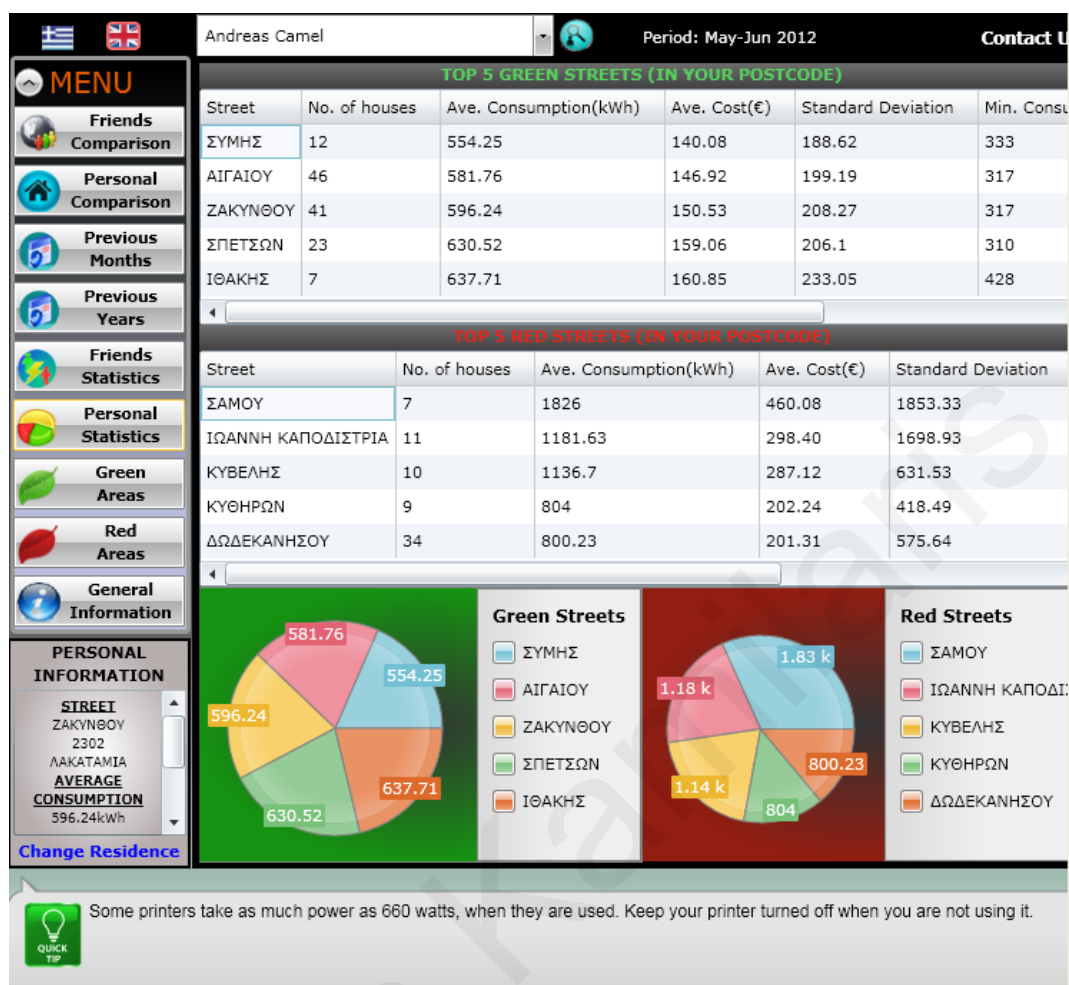 Andreas Camel Period: May-Jun 2012 Contact U
MENU
Friends
Comparison
Personal
Comparison
Previous
Months
Previous
Years
Friends
Statistics
Personal
Statistics
Green
Areas
Red
Areas
General
Information
PERSONAL
INFORMATION
STREET
ΖΑΚΥΝΘΟΥ
2302
ΛΑΚΑΤΑΜΙΑ
AVERAGE
CONSUMPTION
596.24kWh
Change Residence
TOP 5 GREEN STREETS (IN YOUR POSTCODE)
Street No. of houses Ave. Consumption(kWh) Ave. Cost(€) Standard Deviation Min. Consu
ΣΥΜΗΣ 12 554.25 140.08 188.62 333
ΑΙΓΑΙΟΥ 46 581.76 146.92 199.19 317
ΖΑΚΥΝΘΟΥ 41 596.24 150.53 208.27 317
ΣΠΕΤΣΩΝ 23 630.52 159.06 206.1 310
ΙΘΑΚΗΣ 7 637.71 160.85 233.05 428
TOP 5 RED STREETS (IN YOUR POSTCODE)
Street No. of houses Ave. Consumption(kWh) Ave. Cost(€) Standard Deviation
ΣΑΜΟΥ 7 1826 460.08 1853.33
ΙΩΑΝΝΗ ΚΑΠΟΔΙΣΤΡΙΑ 11 1181.63 298.40 1698.93
ΚΥΒΕΛΗΣ 10 1136.7 287.12 631.53
ΚΥΘΗΡΩΝ 9 804 202.24 418.49
ΔΩΔΕΚΑΝΗΣΟΥ 34 800.23 201.31 575.64
581.76
554.25
596.24
637.71
630.52
Green Streets
ΣΥΜΗΣ
ΑΙΓΑΙΟΥ
ΖΑΚΥΝΘΟΥ
ΣΠΕΤΣΩΝ
ΙΘΑΚΗΣ
1.83 k
1.18 k
800.23
1.14 k
804
Red Streets
ΣΑΜΟΥ
ΙΩΑΝΝΗ ΚΑΠΟΔΙΣ
ΚΥΒΕΛΗΣ
ΚΥΘΗΡΩΝ
ΔΩΔΕΚΑΝΗΣΟΥ
Some printers take as much power as 660 watts, when they are used. Keep your printer turned off when you are not using it.
QUICK
TIP
Kamilaris